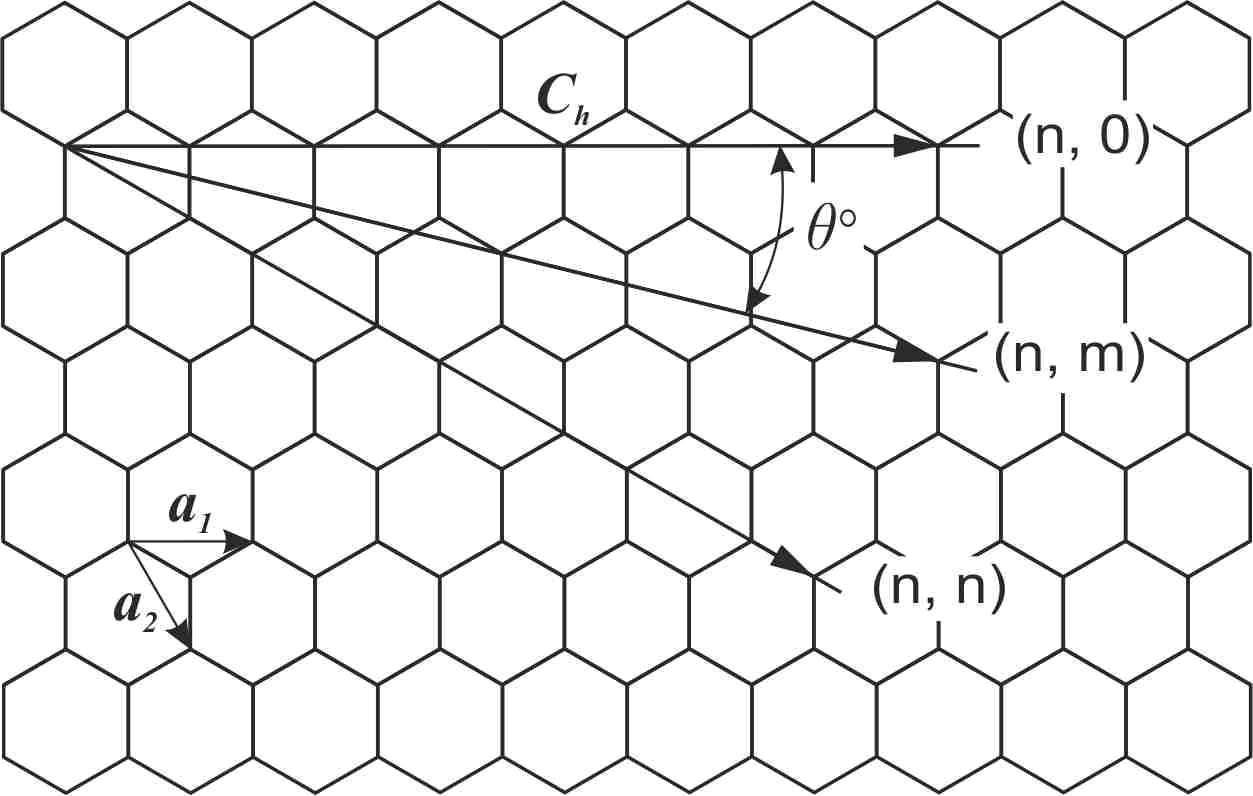 C_h
(n, 0)
θ°
(n, m)
a_1
a_2
(n, n)